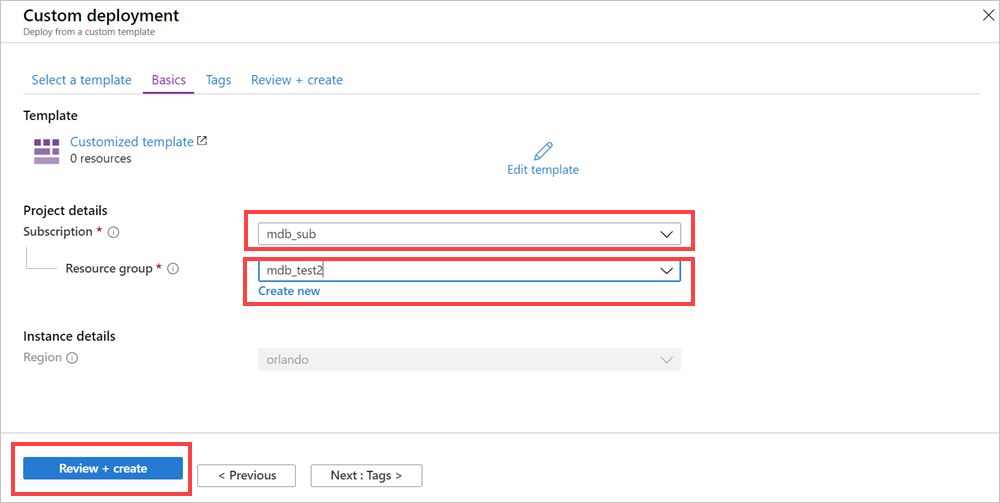 Custom deployment
Deploy from a custom template
Select a template Basics Tags Review + create
Template
Customized template
0 resources
Edit template
Project details
Subscription * mdb_sub
Resource group * mdb_test2
Create new
Instance details
Region orlando
Review + create < Previous Next : Tags >